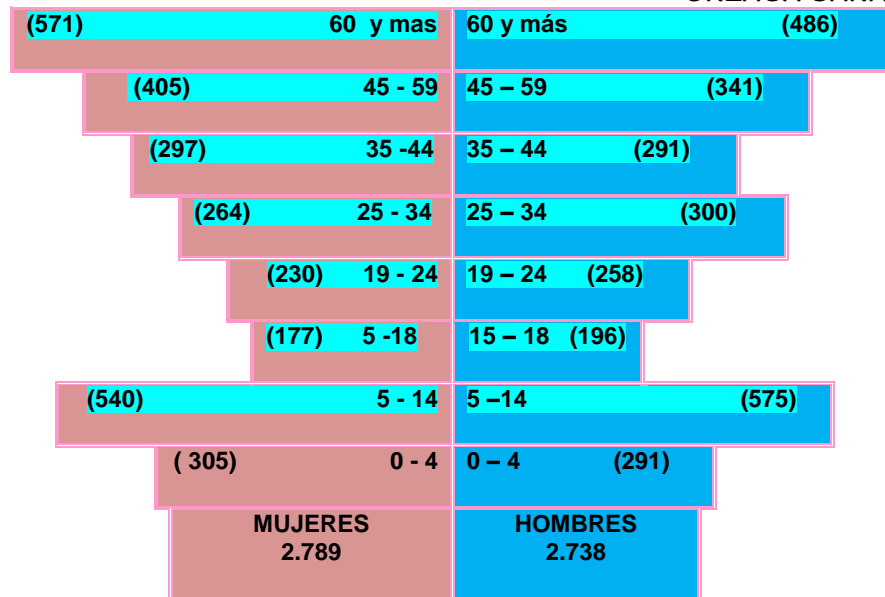 (571) 60 y mas 60 y más (486)
(405) 45 - 59 45 – 59 (341)
(297) 35 -44 35 – 44 (291)
(264) 25 - 34 25 – 34 (300)
(230) 19 - 24 19 – 24 (258)
(177) 5 -18 15 – 18 (196)
(540) 5 - 14 5 –14 (575)
( 305) 0 - 4 0 – 4 (291)
MUJERES HOMBRES
2.789 2.738